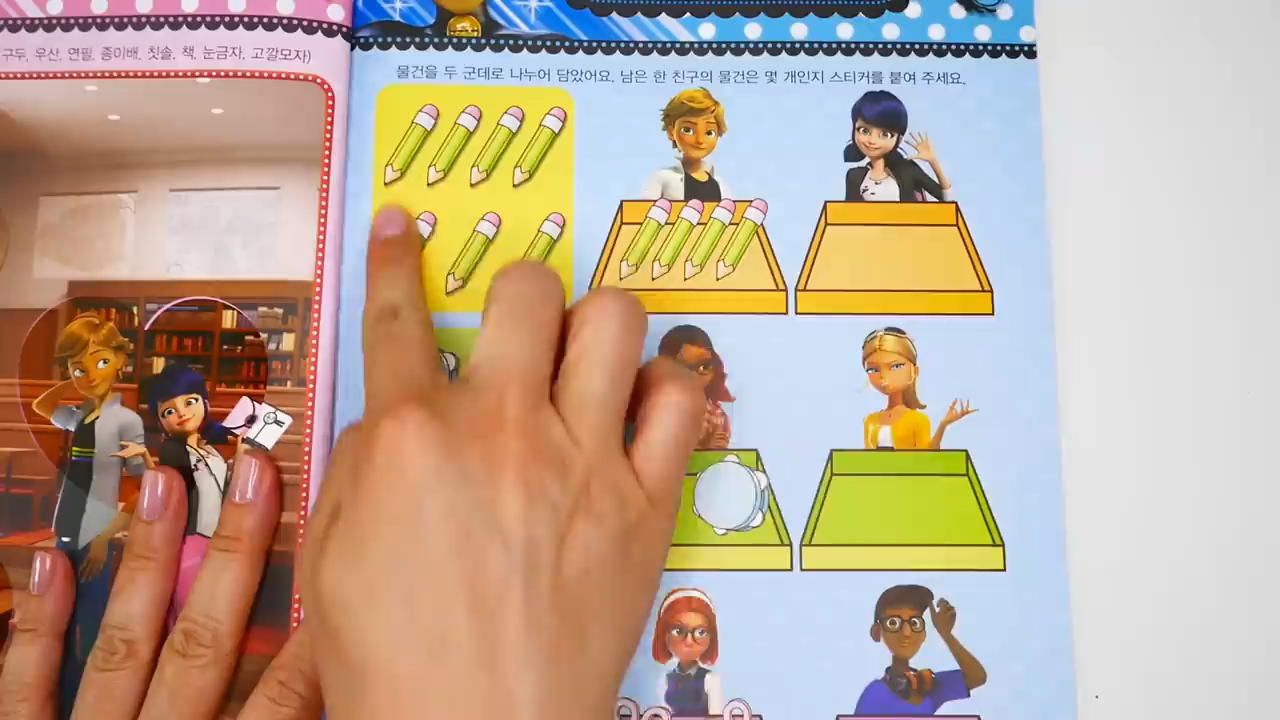 구두, 우산, 연필, 종이배, 칫솔, 책, 눈금자, 고깔모자)
물건을 두 군데로 나누어 담았어요. 남은 한 친구의 물건은 몇 개인지 스티커를 붙여 주세요.